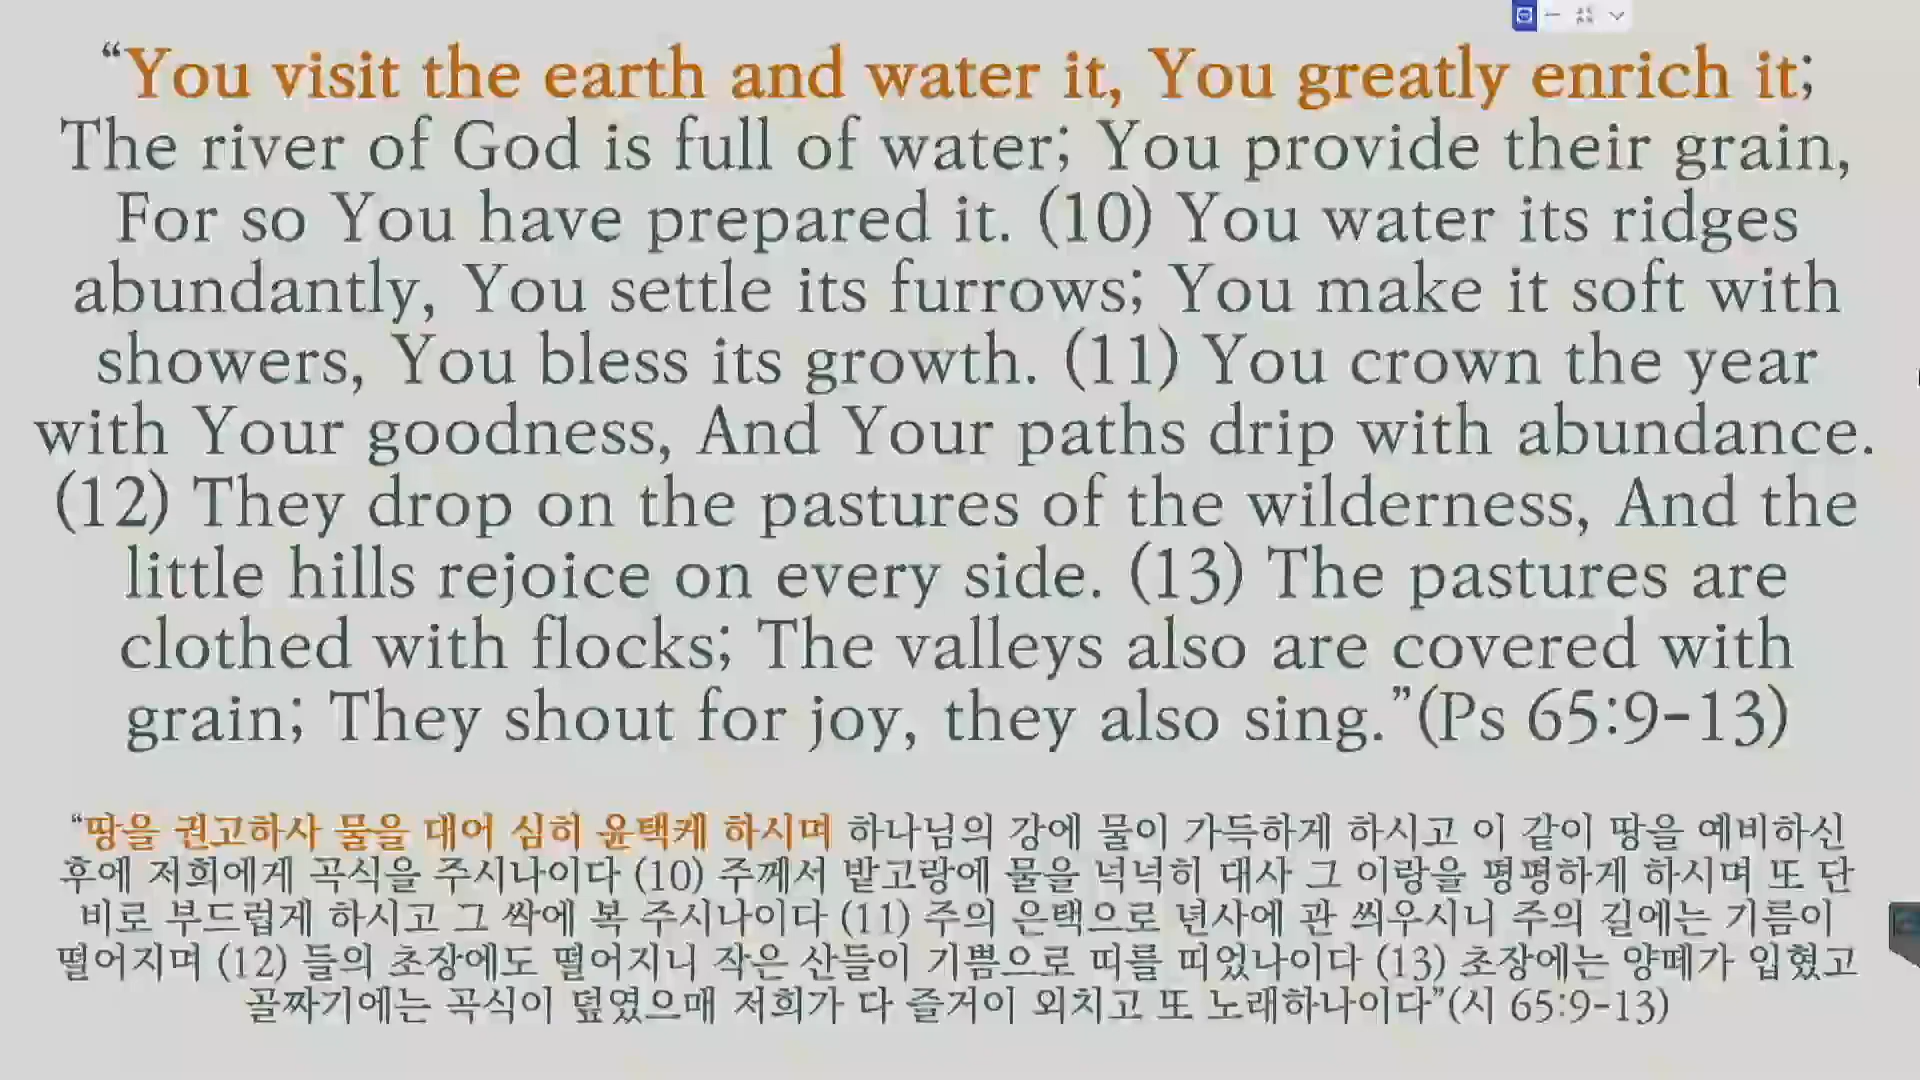 “You visit the earth and water it, You greatly enrich it;
The river of God is full of water; You provide their grain,
For so You have prepared it. (10) You water its ridges
abundantly, You settle its furrows; You make it soft with
showers, You bless its growth. (11) You crown the year
with Your goodness, And Your paths drip with abundance.
(12) They drop on the pastures of the wilderness, And the
little hills rejoice on every side. (13) The pastures are
clothed with flocks; The valleys also are covered with
grain; They shout for joy, they also sing.”(Ps 65:9-13)
“땅을 권고하사 물을 대어 심히 윤택케 하시며 하나님의 강에 물이 가득하게 하시고 이 같이 땅을 예비하신
후에 저희에게 곡식을 주시나이다 (10) 주께서 밭고랑에 물을 넉넉히 대사 그 이랑을 평평하게 하시며 또 단
비로 부드럽게 하시고 그 싹에 복 주시나이다 (11) 주의 은택으로 년사에 관 씌우시니 주의 길에는 기름이
떨어지며 (12) 들의 초장에도 떨어지니 작은 산들이 기쁨으로 띠를 띠었나이다 (13) 초장에는 양떼가 입혔고
골짜기에는 곡식이 덮였으매 저희가 다 즐거이 외치고 또 노래하나이다”(시 65:9-13)